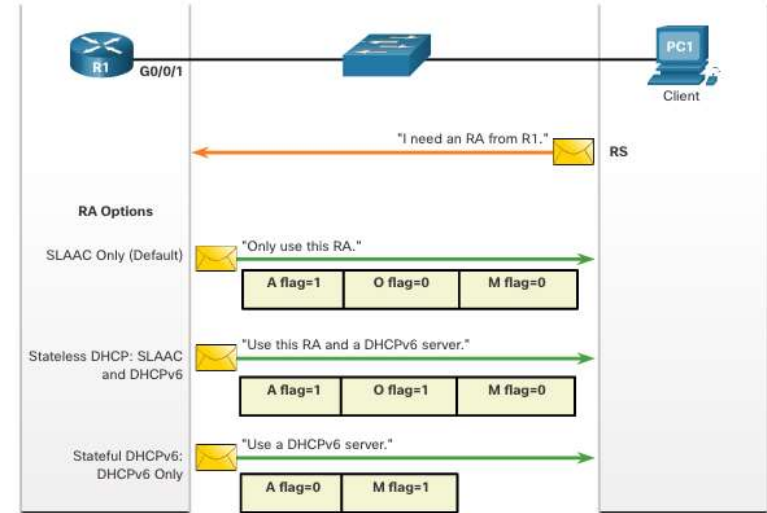 R1
G0/0/1
PC1
Client
"I need an RA from R1."
RS
RA Options
SLAAC Only (Default)
"Only use this RA."
A flag=1 O flag=0 M flag=0
Stateless DHCP: SLAAC
and DHCPv6
"Use this RA and a DHCPv6 server."
A flag=1 O flag=1 M flag=0
Stateful DHCPv6:
DHCPv6 Only
"Use a DHCPv6 server."
A flag=0 M flag=1